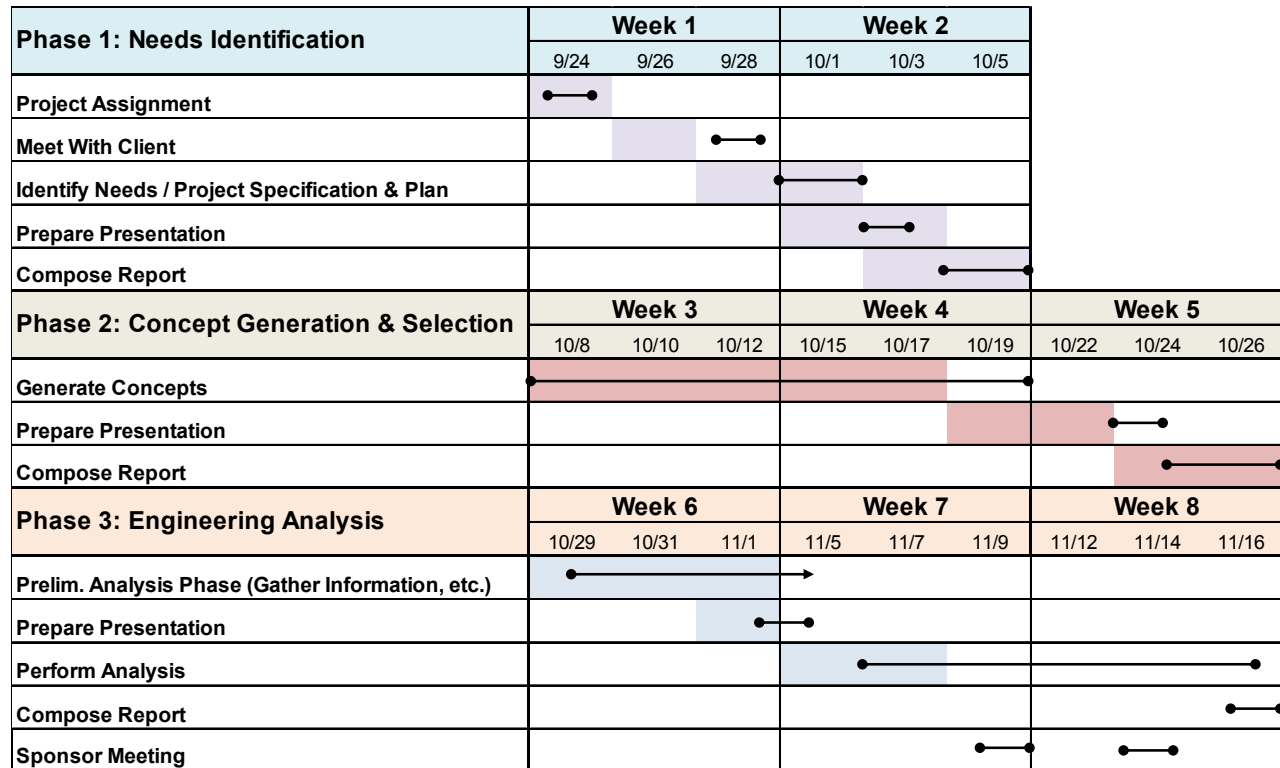 Phase 1: Needs Identification
Week 1 Week 2
9/24 9/26 9/28 10/1 10/3 10/5
Project Assignment
Meet With Client
Identify Needs / Project Specification & Plan
Prepare Presentation
Compose Report
Phase 2: Concept Generation & Selection
Week 3 Week 4 Week 5
10/8 10/10 10/12 10/15 10/17 10/19 10/22 10/24 10/26
Generate Concepts
Prepare Presentation
Compose Report
Phase 3: Engineering Analysis
Week 6 Week 7 Week 8
10/29 10/31 11/1 11/5 11/7 11/9 11/12 11/14 11/16
Prelim. Analysis Phase (Gather Information, etc.)
Prepare Presentation
Perform Analysis
Compose Report
Sponsor Meeting